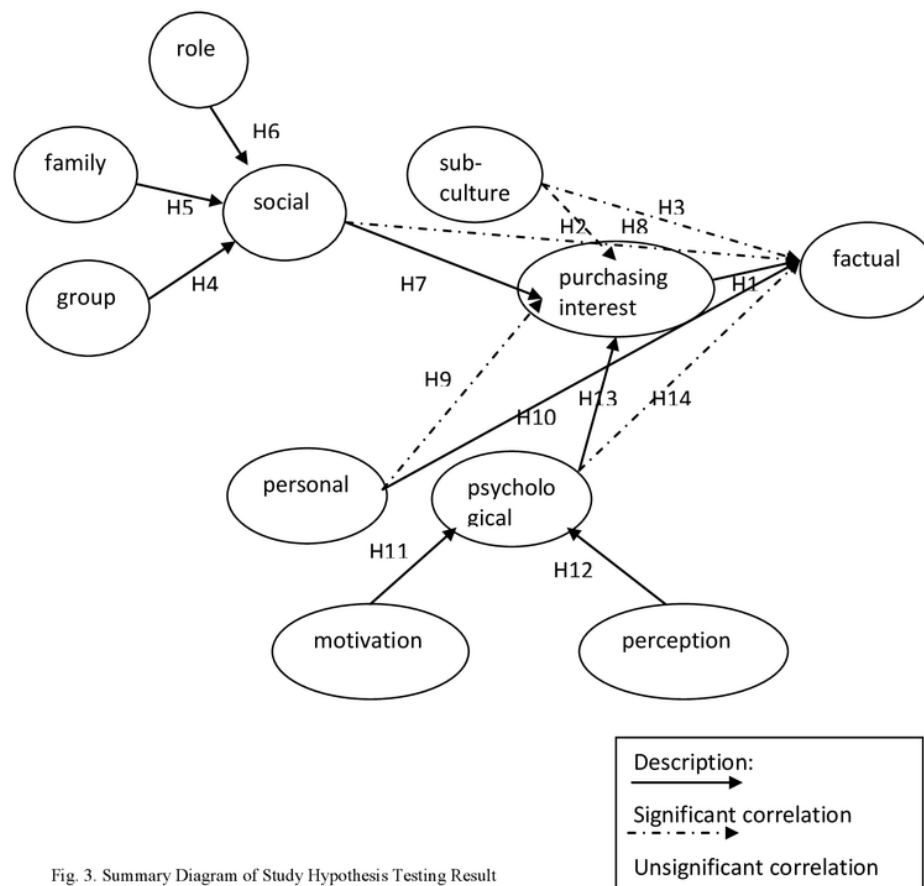 role
H6
family
sub-
culture
H5
social
H3
H2
H8
factual
group
H4
H7
purchasing
interest
H1
H9
H13
H14
H10
personal
psycholo
gical
H11
H12
motivation
perception
Description:
Significant correlation
Unsignificant correlation
Fig. 3. Summary Diagram of Study Hypothesis Testing Result